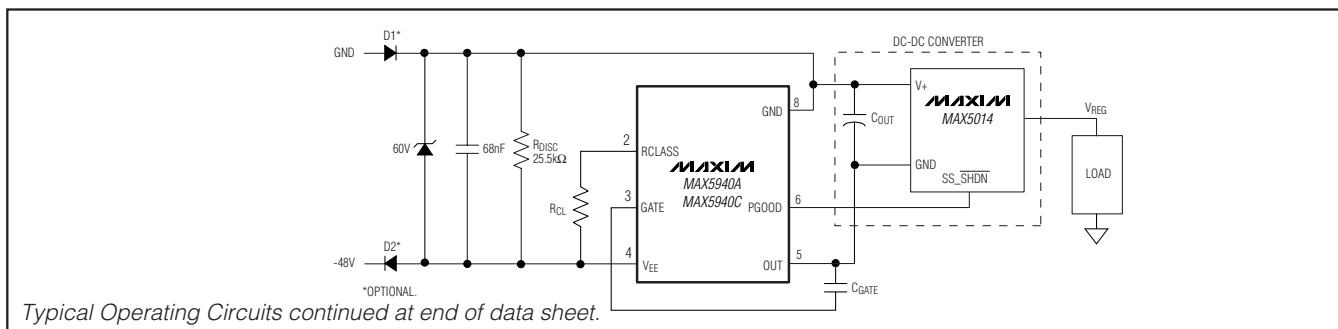 DC-DC CONVERTER
D1*
GND
V+
MAXIM
MAX5014
GND
8
COUT
VREG
RDISC
25.5kΩ
60V
68nF
2
RCLASS
MAXIM
MAX5940A
MAX5940C
GND
SS_SHDN
LOAD
RCL
3
GATE
PGOOD
6
D2*
-48V
4
VEE
OUT
5
CGATE
*OPTIONAL.
Typical Operating Circuits continued at end of data sheet.